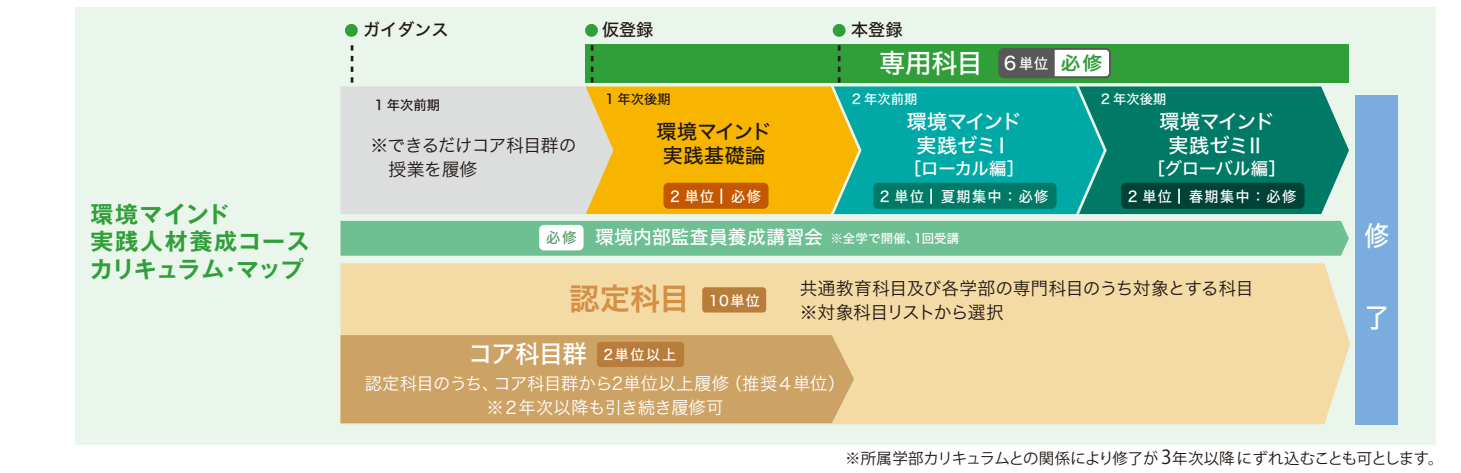 ● ガイダンス
● 仮登録
● 本登録
専用科目 6単位 必修
1年次前期
※できるだけコア科目群の
授業を履修
1年次後期
環境マインド
実践基礎論
2単位 | 必修
2年次前期
環境マインド
実践ゼミⅠ
[ローカル編]
2単位 | 夏期集中：必修
2年次後期
環境マインド
実践ゼミⅡ
[グローバル編]
2単位 | 春期集中：必修
環境マインド
実践人材養成コース
カリキュラム・マップ
必修 環境内部監査員養成講習会 ※全学で開催、1回受講
認定科目 10単位
共通教育科目及び各学部の専門科目のうち対象とする科目
※対象科目リストから選択
コア科目群 2単位以上
認定科目のうち、コア科目群から2単位以上履修（推奨4単位）
※2年次以降も引き続き履修可
修了
※所属学部カリキュラムとの関係により修了が3年次以降にずれ込むことも可とします。